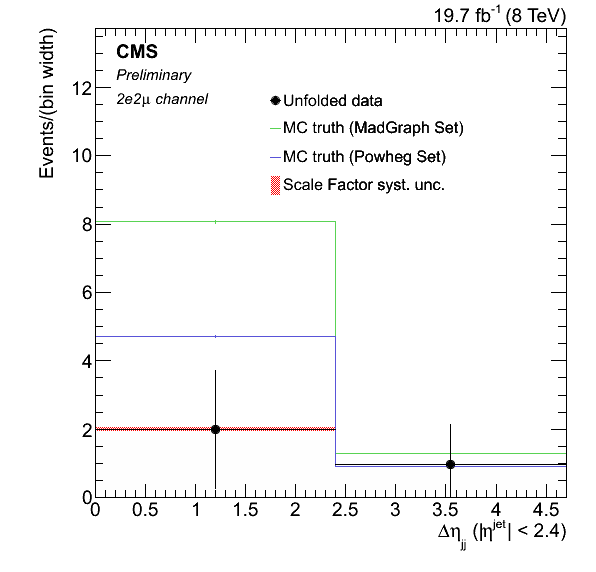 19.7 fb⁻¹ (8 TeV)
Events/(bin width)
CMS
Preliminary
2e2μ channel
Unfolded data
MC truth (MadGraph Set)
MC truth (Powheg Set)
Scale Factor syst. unc.
12
10
8
6
4
2
0
0 0.5 1 1.5 2 2.5 3 3.5 4 4.5
Δη_jj (|η^jet| < 2.4)